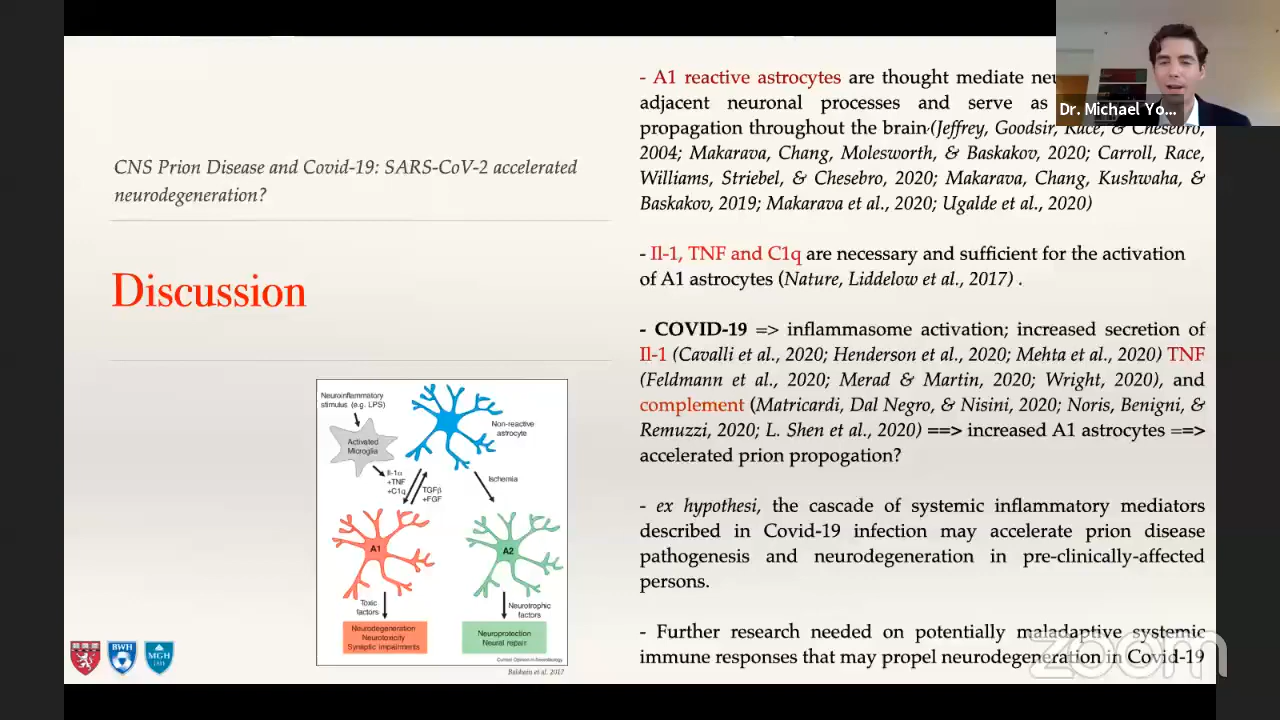 CNS Prion Disease and Covid-19: SARS-CoV-2 accelerated
neurodegeneration?
Discussion
Neuroinflammatory
stimulus (e.g. LPS)
Activated
Microglia
Non-reactive
astrocyte
Il-1α
+TNF
+C1q
TGFβ
+FGF
Ischemia
A1
A2
Toxic
factors
Neurotrophic
factors
Neurodegeneration
Neurotoxicity
Synaptic impairments
Neuroprotection
Neural repair
Current Opinion in Neurobiology
et al. 2017
BWH
MGH
1811
- A1 reactive astrocytes are thought mediate
adjacent neuronal processes and serve as
propagation throughout the brain (Jeffrey, Goodsir, Race, & Chesebro,
2004; Makarava, Chang, Molesworth, & Baskakov, 2020; Carroll, Race,
Williams, Striebel, & Chesebro, 2020; Makarava, Chang, Kushwaha, &
Baskakov, 2019; Makarava et al., 2020; Ugalde et al., 2020)
- Il-1, TNF and C1q are necessary and sufficient for the activation
of A1 astrocytes (Nature, Liddelow et al., 2017) .
- COVID-19 => inflammasome activation; increased secretion of
Il-1 (Cavalli et al., 2020; Henderson et al., 2020; Mehta et al., 2020) TNF
(Feldmann et al., 2020; Merad & Martin, 2020; Wright, 2020), and
complement (Matricardi, Dal Negro, & Nisini, 2020; Noris, Benigni, &
Remuzzi, 2020; L. Shen et al., 2020) ==> increased A1 astrocytes ==>
accelerated prion propogation?
- ex hypothesi, the cascade of systemic inflammatory mediators
described in Covid-19 infection may accelerate prion disease
pathogenesis and neurodegeneration in pre-clinically-affected
persons.
- Further research needed on potentially maladaptive systemic
immune responses that may propel neurodegeneration in Covid-19
Dr. Michael Yo...
zoom